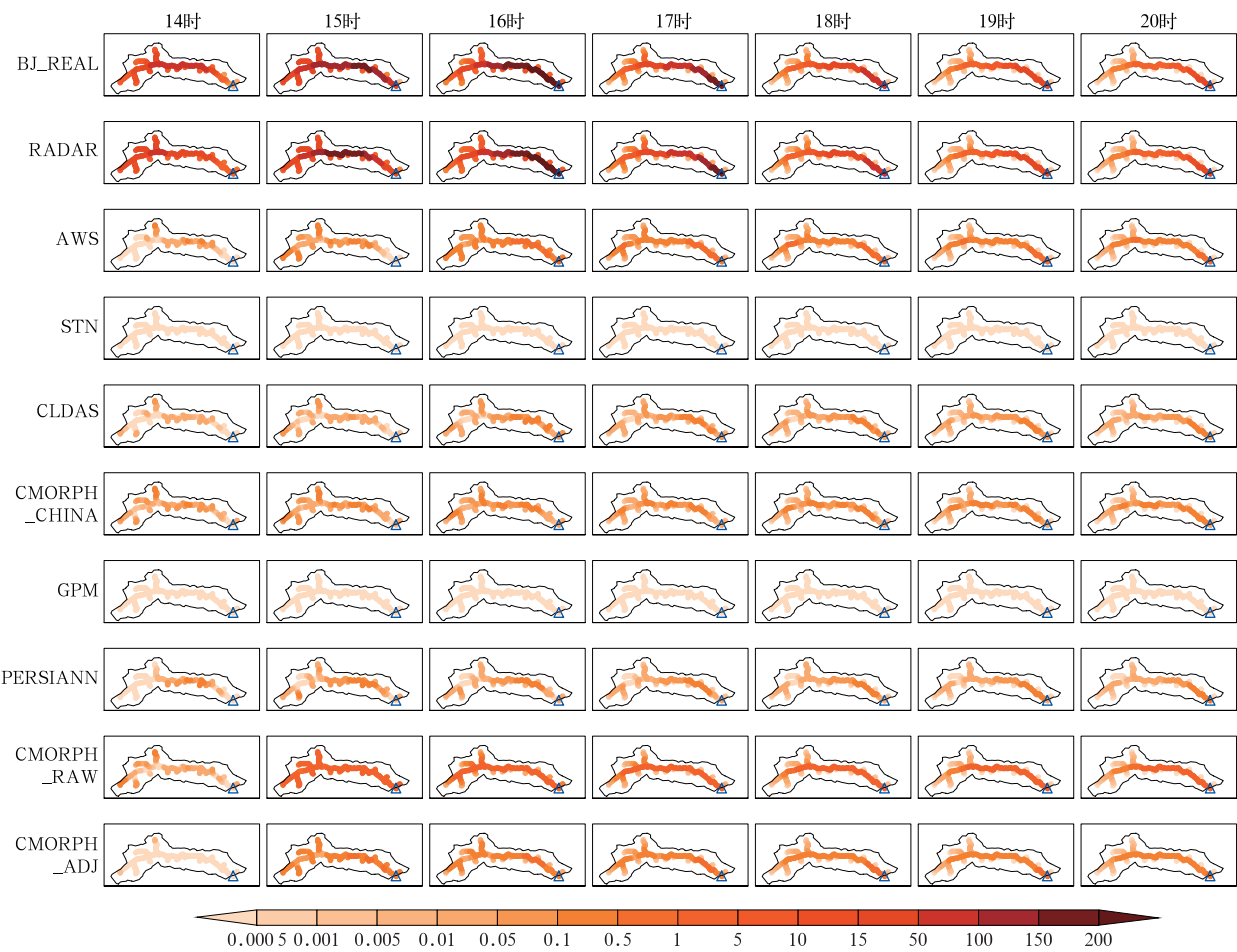 14时 15时 16时 17时 18时 19时 20时
BJ_REAL
RADAR
AWS
STN
CLDAS
CMORPH
_CHINA
GPM
PERSIANN
CMORPH
_RAW
CMORPH
_ADJ
0.0005 0.001 0.005 0.01 0.05 0.1 0.5 1 5 10 15 50 100 150 200